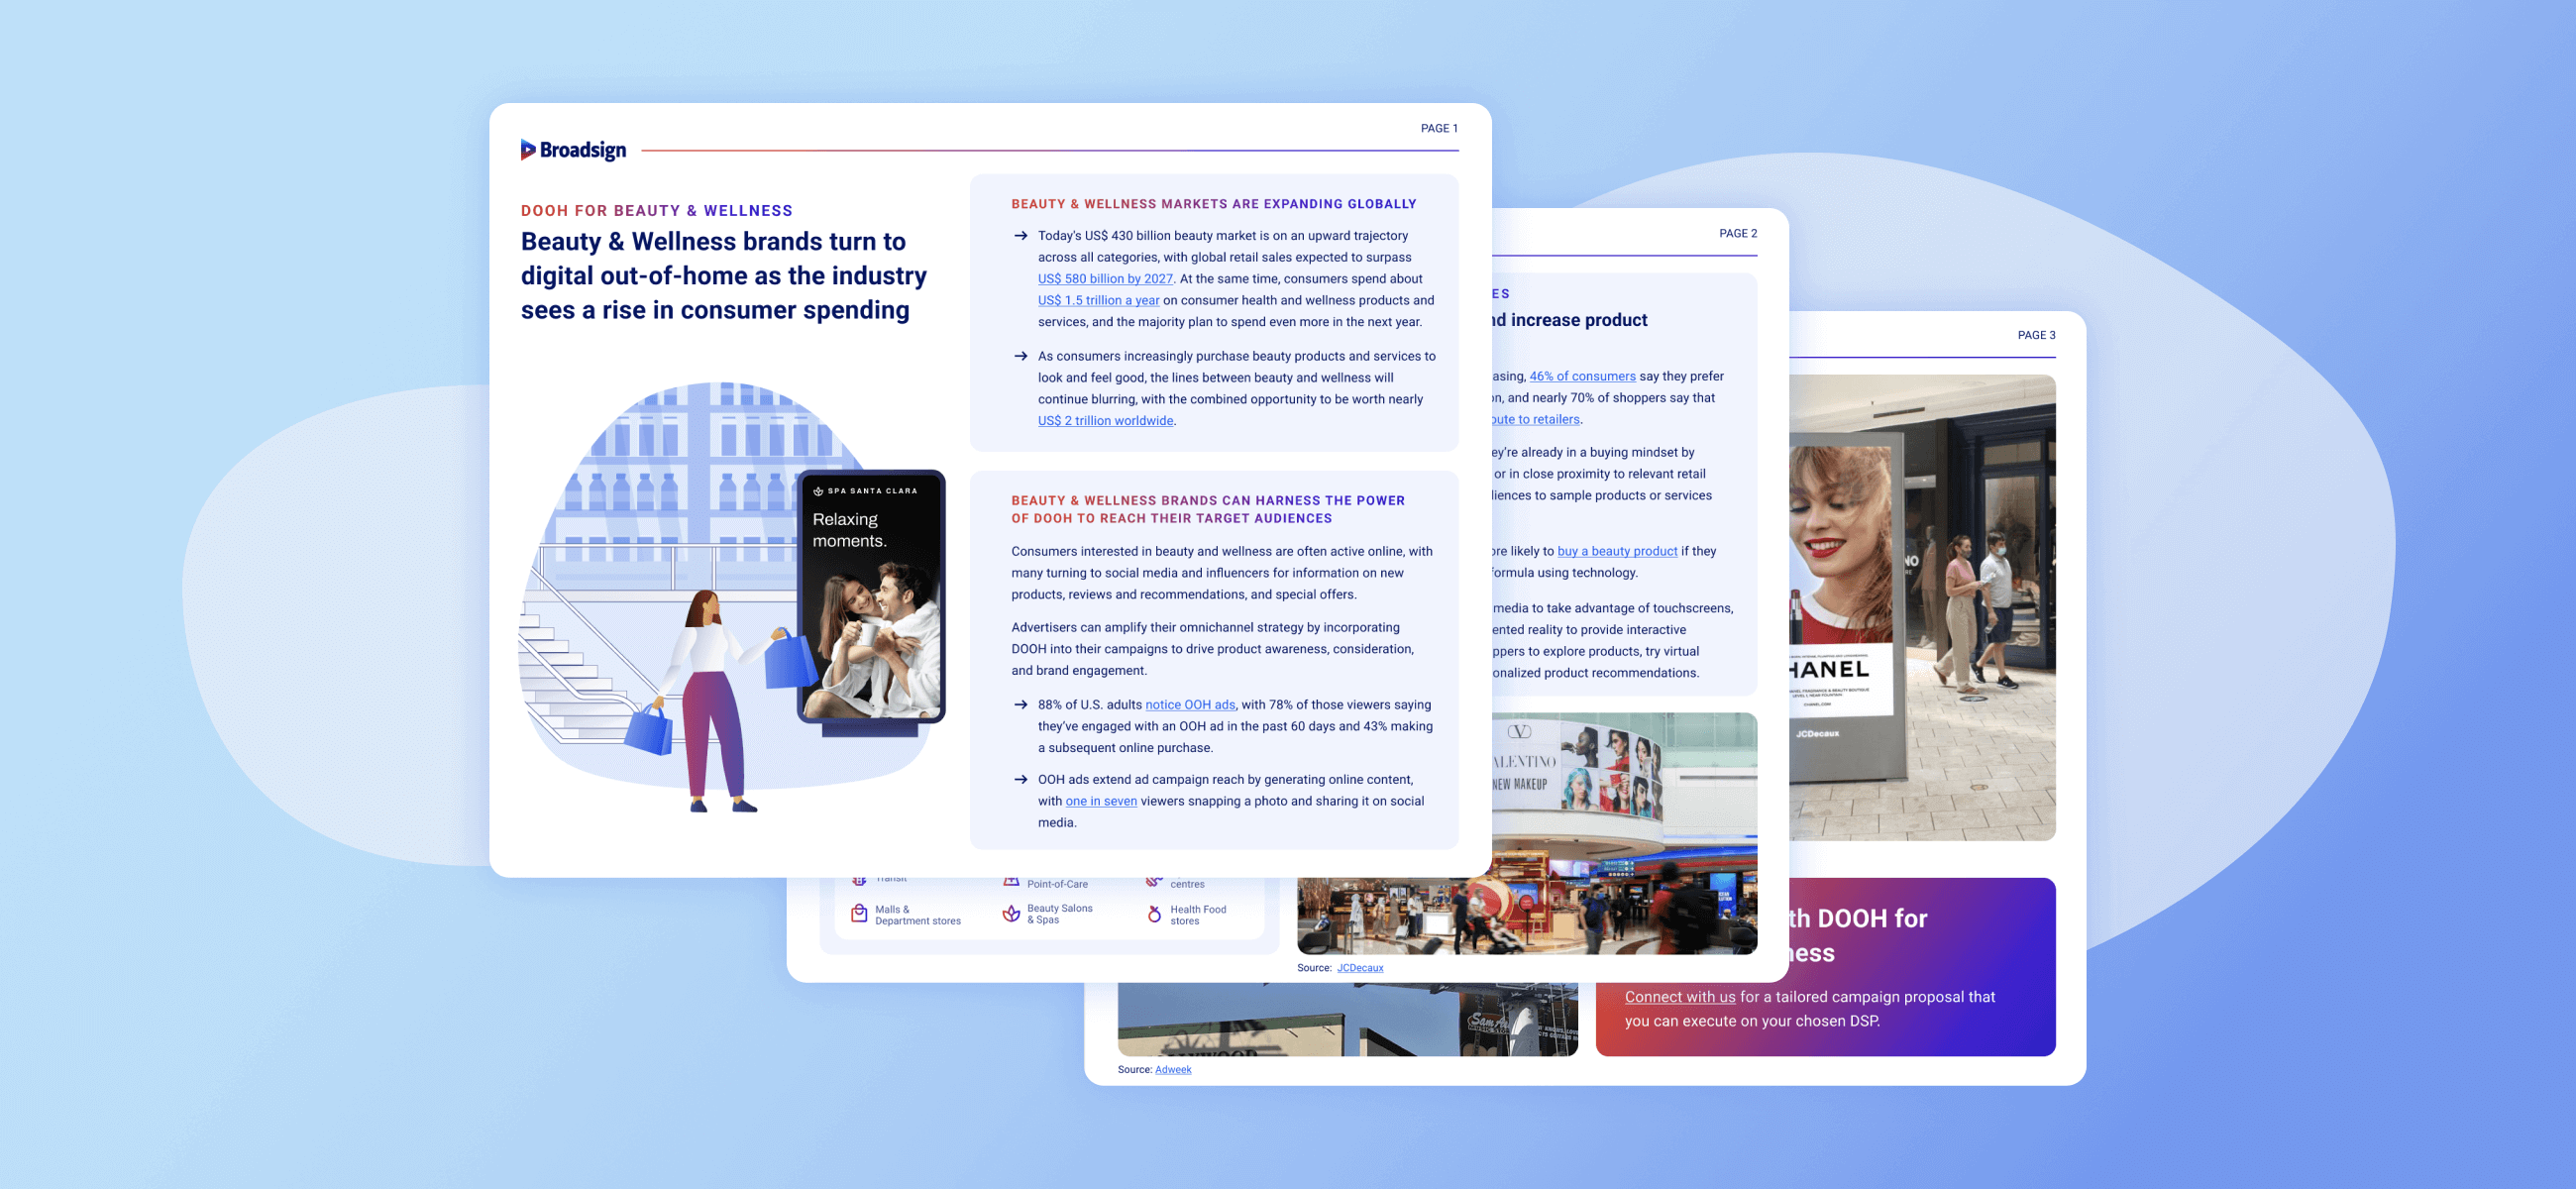 PAGE 1
Broadsign
DOOH FOR BEAUTY & WELLNESS
Beauty & Wellness brands turn to
digital out-of-home as the industry
sees a rise in consumer spending
SPA SANTA CLARA
Relaxing
moments.
BEAUTY & WELLNESS MARKETS ARE EXPANDING GLOBALLY
→ Today's US$ 430 billion beauty market is on an upward trajectory
across all categories, with global retail sales expected to surpass
US$ 580 billion by 2027. At the same time, consumers spend about
US$ 1.5 trillion a year on consumer health and wellness products and
services, and the majority plan to spend even more in the next year.
→ As consumers increasingly purchase beauty products and services to
look and feel good, the lines between beauty and wellness will
continue blurring, with the combined opportunity to be worth nearly
US$ 2 trillion worldwide.
BEAUTY & WELLNESS BRANDS CAN HARNESS THE POWER
OF DOOH TO REACH THEIR TARGET AUDIENCES
Consumers interested in beauty and wellness are often active online, with
many turning to social media and influencers for information on new
products, reviews and recommendations, and special offers.
Advertisers can amplify their omnichannel strategy by incorporating
DOOH into their campaigns to drive product awareness, consideration,
and brand engagement.
→ 88% of U.S. adults notice OOH ads, with 78% of those viewers saying
they've engaged with an OOH ad in the past 60 days and 43% making
a subsequent online purchase.
→ OOH ads extend ad campaign reach by generating online content,
with one in seven viewers snapping a photo and sharing it on social
media.
PAGE 2
ES
nd increase product
asing, 46% of consumers say they prefer
on, and nearly 70% of shoppers say that
oute to retailers.
ey're already in a buying mindset by
or in close proximity to relevant retail
liences to sample products or services
ore likely to buy a beauty product if they
formula using technology.
media to take advantage of touchscreens,
ented reality to provide interactive
ppers to explore products, try virtual
onalized product recommendations.
ALENTINO
NEW MAKEUP
Transit
Point-of-Care
centres
Malls &
Department stores
Beauty Salons
& Spas
Health Food
stores
Source: JCDecaux
PAGE 3
HANEL
CHANEL.COM
JCDecaux
th DOOH for
ness
Connect with us for a tailored campaign proposal that
you can execute on your chosen DSP.
Source: Adweek